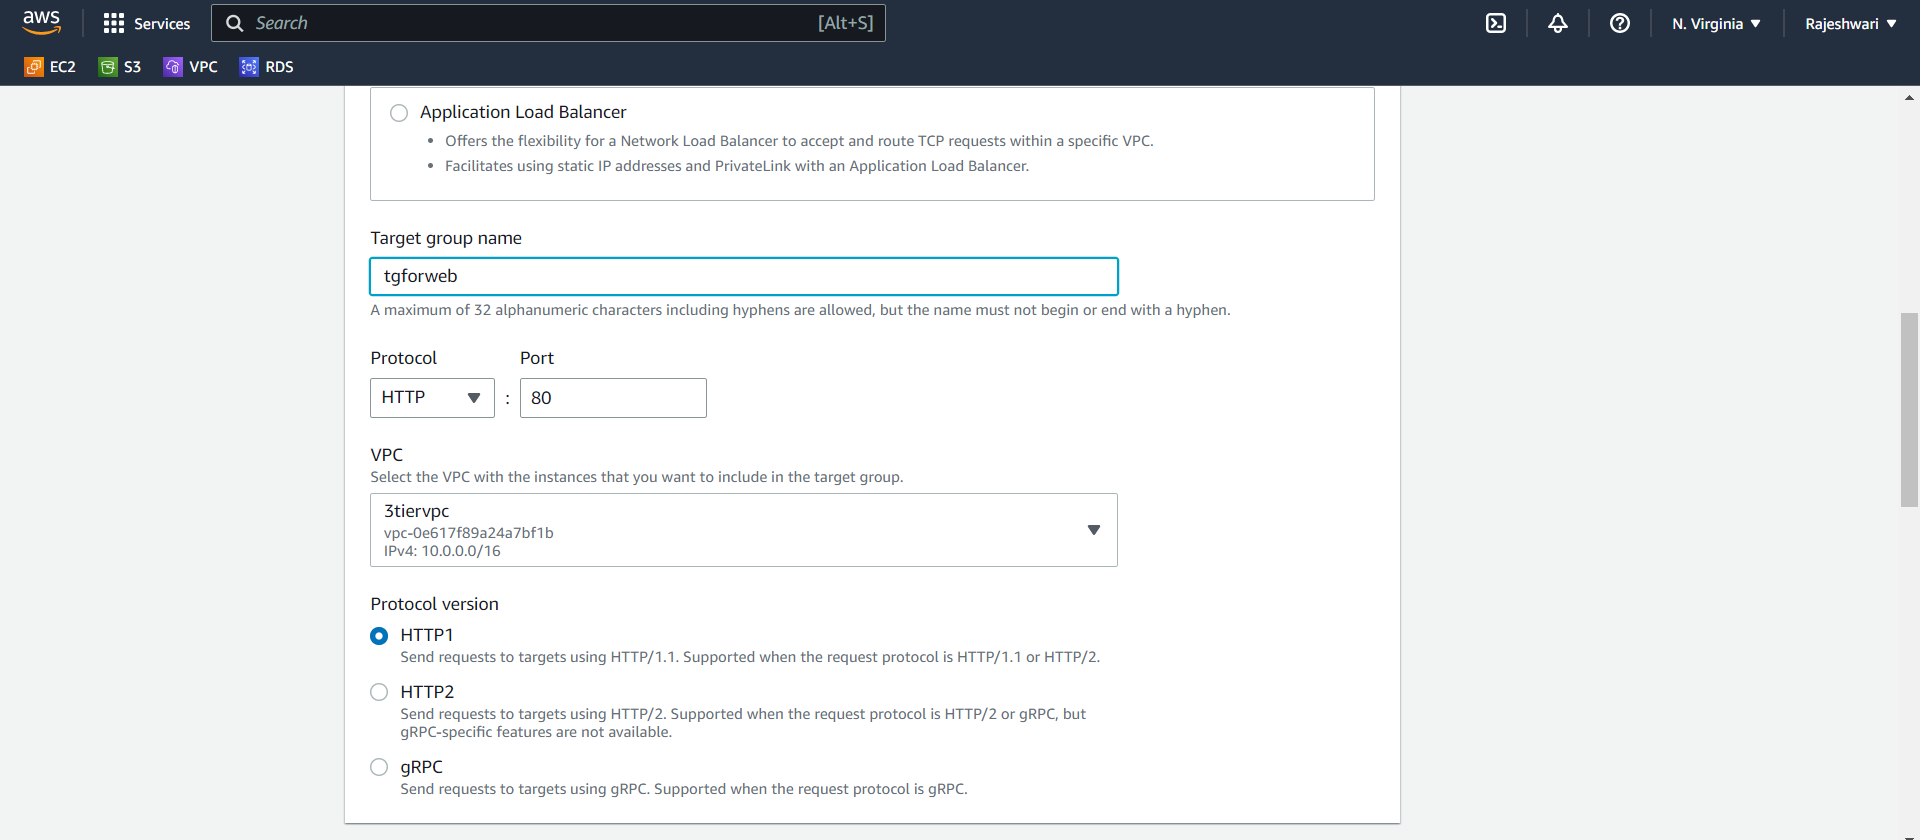 aws
Services
Search
[Alt+S]
N. Virginia
Rajeshwari
EC2
S3
VPC
RDS
Application Load Balancer
• Offers the flexibility for a Network Load Balancer to accept and route TCP requests within a specific VPC.
• Facilitates using static IP addresses and PrivateLink with an Application Load Balancer.
Target group name
tgforweb
A maximum of 32 alphanumeric characters including hyphens are allowed, but the name must not begin or end with a hyphen.
Protocol Port
HTTP : 80
VPC
Select the VPC with the instances that you want to include in the target group.
3tiervpc
vpc-0e617f89a24a7bf1b
IPv4: 10.0.0.0/16
Protocol version
HTTP1
Send requests to targets using HTTP/1.1. Supported when the request protocol is HTTP/1.1 or HTTP/2.
HTTP2
Send requests to targets using HTTP/2. Supported when the request protocol is HTTP/2 or gRPC, but
gRPC-specific features are not available.
gRPC
Send requests to targets using gRPC. Supported when the request protocol is gRPC.